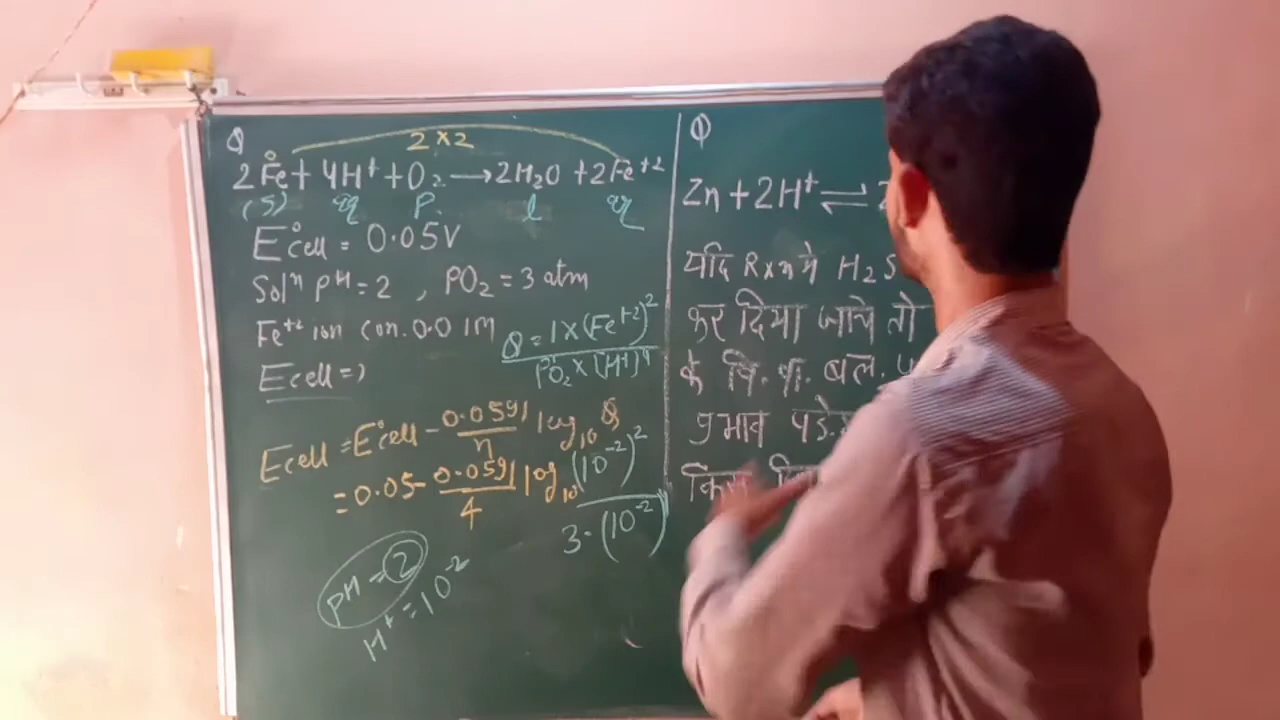 Q
2×2
2Fe° + 4H⁺ + O₂ → 2H₂O + 2Fe⁺²
(S) aq P. l aq
E°cell = 0.05V
Solⁿ pH = 2 , PO₂ = 3 atm
Fe⁺² ion con. 0.01M
Q = 1×(Fe⁺²)²
PO₂ × [H⁺]⁴
Ecell =)
Ecell = E°cell - 0.0591/n log₁₀ Q
= 0.05 - 0.0591/4 log₁₀ (10⁻²)²
3·(10⁻²)⁴
pH = 2
H⁺ = 10⁻²
Q
Zn + 2H⁺ ⇌ Z
यदि Rxn मे H₂S
कर दिया जाये तो
के वि. वा. बल. प
प्रभाव पडे.
किस